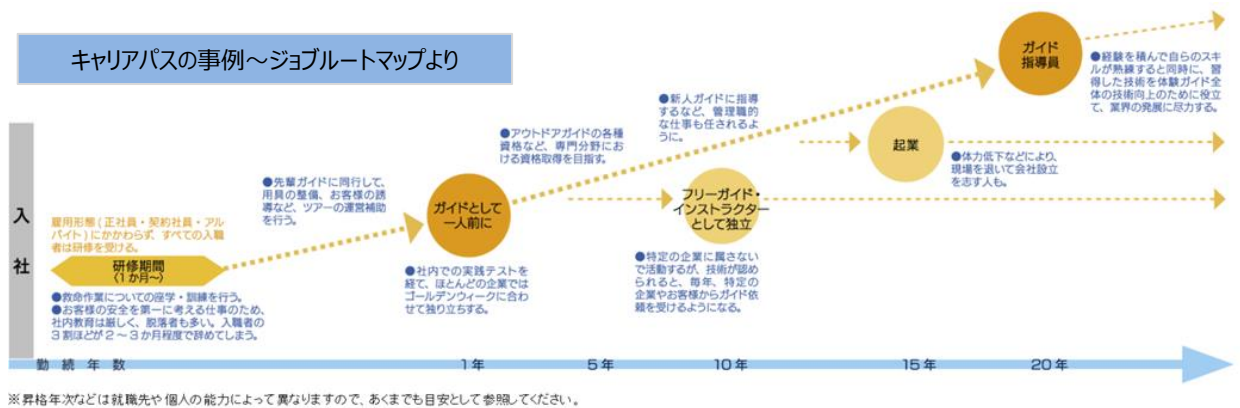 キャリアパスの事例～ジョブルートマップより
入
社
雇用形態(正社員・契約社員・アル
バイト)にかかわらず、すべての入職
者は研修を受ける。
研修期間
〈1か月～〉
●救命作業についての座学・訓練を行う。
●お客様の安全を第一に考える仕事のため、
社内教育は厳しく、脱落者も多い。入職者の
3割ほどが2～3か月程度で辞めてしまう。
●先輩ガイドに同行して、
用具の整備、お客様の誘
導など、ツアーの運営補助
を行う。
ガイドとして
一人前に
●社内での実践テストを
経て、ほとんどの企業では
ゴールデンウィークに合わ
せて独り立ちする。
●アウトドアガイドの各種
資格など、専門分野にお
ける資格取得を目指す。
●新人ガイドに指導
するなど、管理職的
な仕事も任されるよ
うに。
フリーガイド・
インストラクター
として独立
●特定の企業に属さない
で活動するが、技術が認め
られると、毎年、特定の
企業やお客様からガイド依
頼を受けるようになる。
起業
●体力低下などにより、
現場を退いて会社設立
を志す人も。
ガイド
指導員
●経験を積んで自らのスキ
ルが熟練すると同時に、習
得した技術を体験ガイド全
体の技術向上のために役立
て、業界の発展に尽力する。
勤続年数
1年
5年
10年
15年
20年
※昇格年次などは就職先や個人の能力によって異なりますので、あくまでも目安として参照してください。